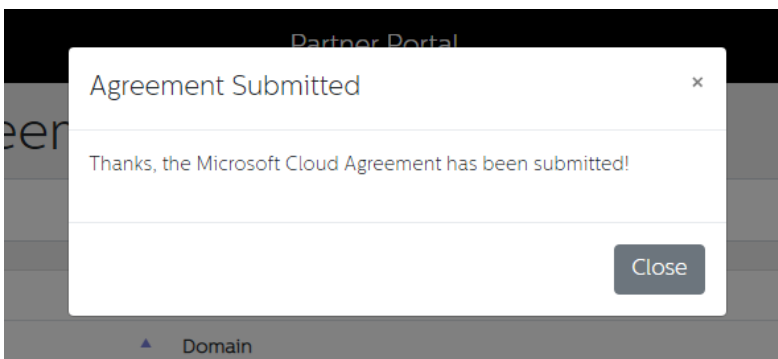 Partner Portal
Agreement Submitted
×
Thanks, the Microsoft Cloud Agreement has been submitted!
Close
▲ Domain